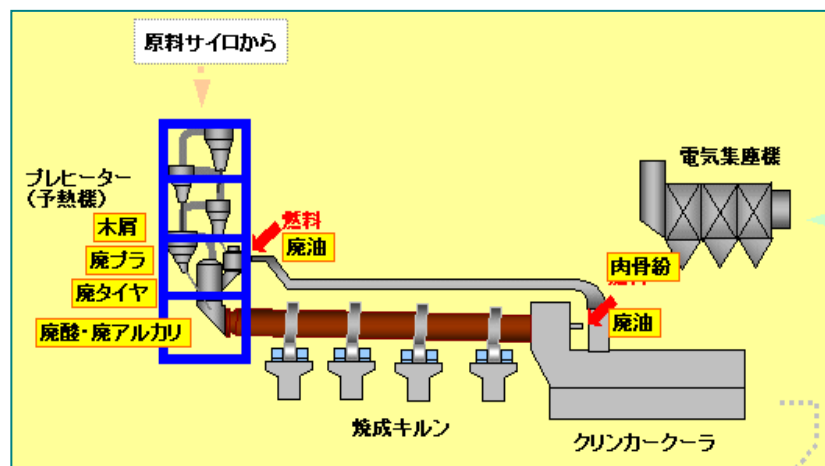 原料サイロから
電気集塵機
プレヒーター
(予熱機)
木屑
燃料
廃油
廃プラ
肉骨紛
燃料
廃タイヤ
廃酸・廃アルカリ
廃油
焼成キルン
クリンカークーラ